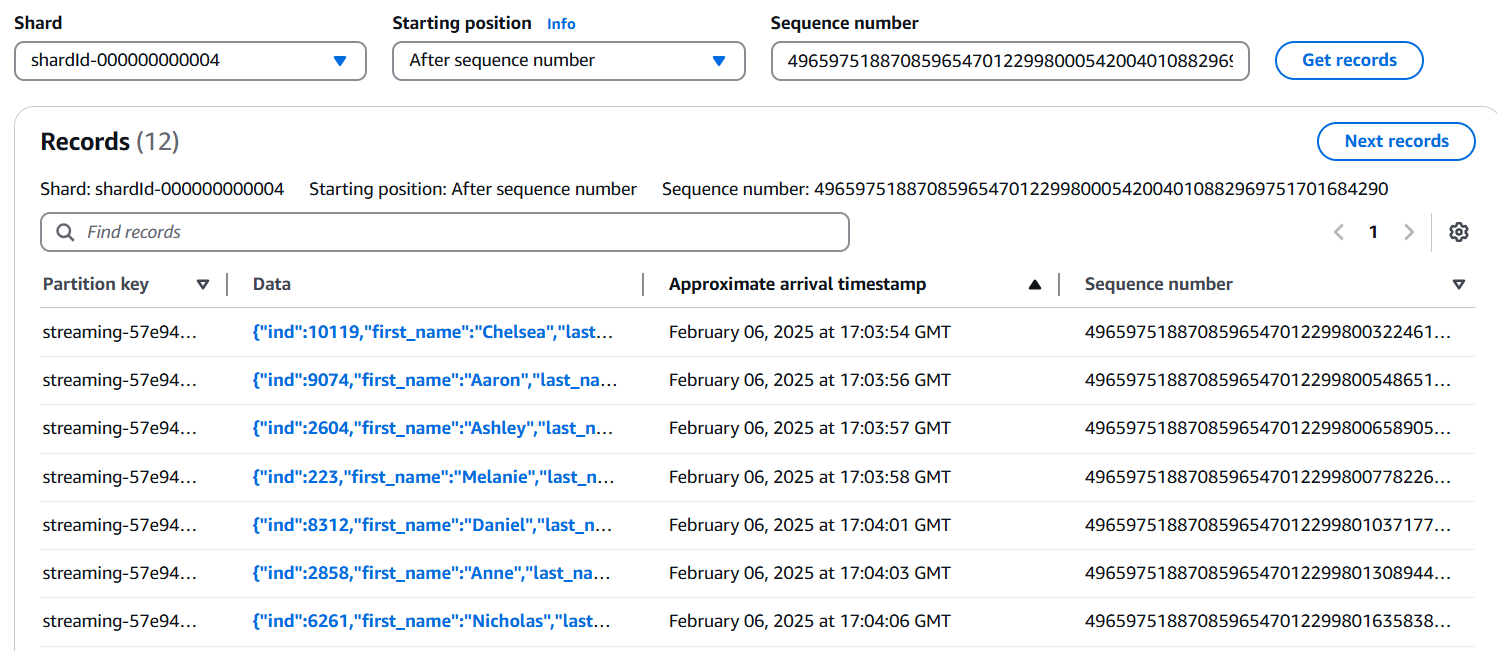 Shard Starting position Info Sequence number
shardId-000000000004 After sequence number 49659751887085965470122998000542004010882969 Get records
Records (12) Next records
Shard: shardId-000000000004 Starting position: After sequence number Sequence number: 49659751887085965470122998000542004010882969751701684290
Find records 1
Partition key Data Approximate arrival timestamp Sequence number
streaming-57e94... {"ind":10119,"first_name":"Chelsea","last... February 06, 2025 at 17:03:54 GMT 49659751887085965470122998003224​61...
streaming-57e94... {"ind":9074,"first_name":"Aaron","last_na... February 06, 2025 at 17:03:56 GMT 4965975188708596547012299800548651...
streaming-57e94... {"ind":2604,"first_name":"Ashley","last_n... February 06, 2025 at 17:03:57 GMT 4965975188708596547012299800658905...
streaming-57e94... {"ind":223,"first_name":"Melanie","last_n... February 06, 2025 at 17:03:58 GMT 4965975188708596547012299800778226...
streaming-57e94... {"ind":8312,"first_name":"Daniel","last_n... February 06, 2025 at 17:04:01 GMT 4965975188708596547012299801037177...
streaming-57e94... {"ind":2858,"first_name":"Anne","last_na... February 06, 2025 at 17:04:03 GMT 4965975188708596547012299801308944...
streaming-57e94... {"ind":6261,"first_name":"Nicholas","last... February 06, 2025 at 17:04:06 GMT 4965975188708596547012299801635838...